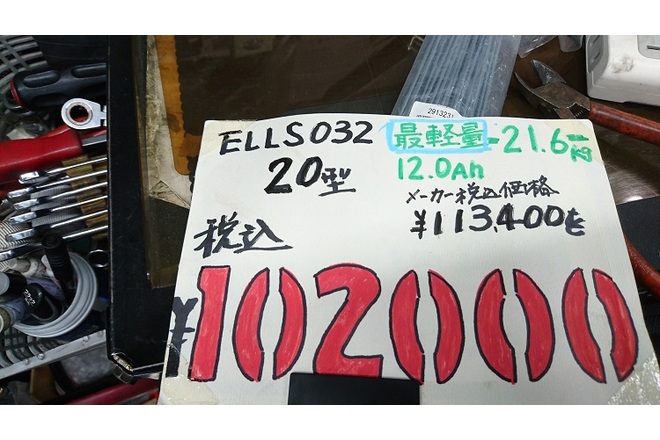 2913231
ELLS032 最軽量 21.6kg
20型 12.0Ah
メーカー税込価格
¥113,400を
税込
¥102000